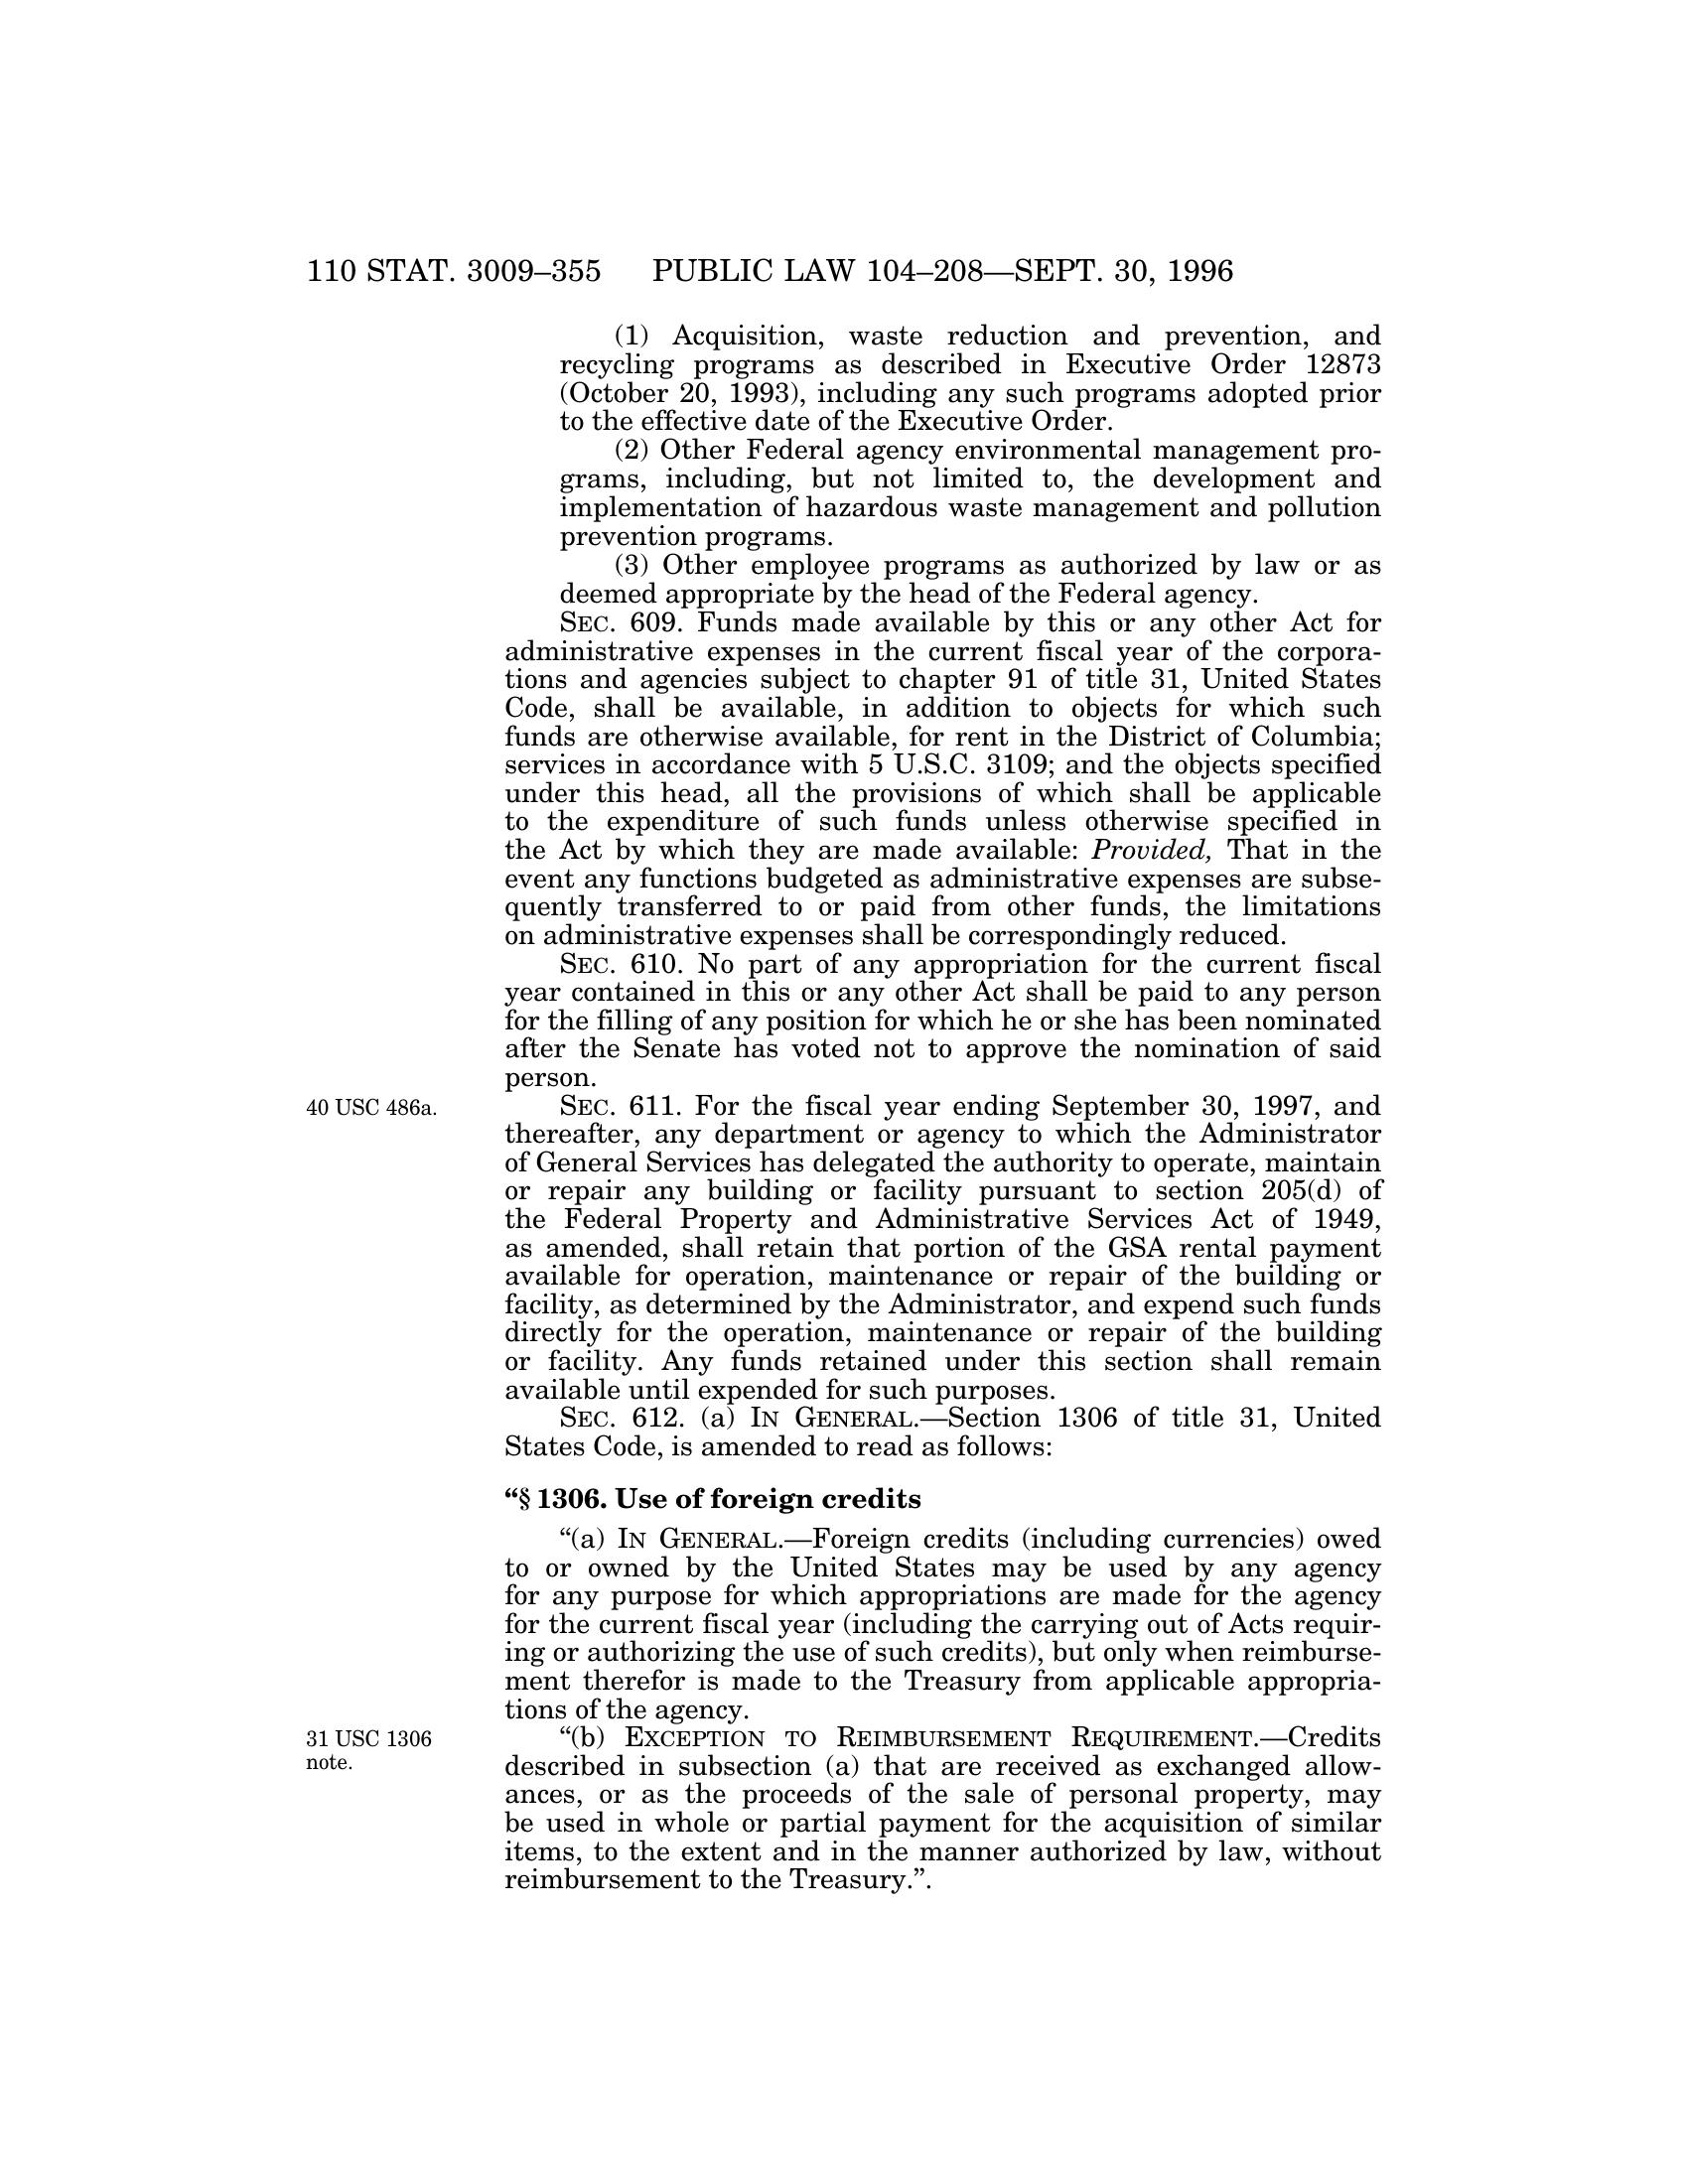 110 STAT. 3009–355 PUBLIC LAW 104–208—SEPT. 30, 1996
(1) Acquisition, waste reduction and prevention, and
recycling programs as described in Executive Order 12873
(October 20, 1993), including any such programs adopted prior
to the effective date of the Executive Order.
(2) Other Federal agency environmental management pro-
grams, including, but not limited to, the development and
implementation of hazardous waste management and pollution
prevention programs.
(3) Other employee programs as authorized by law or as
deemed appropriate by the head of the Federal agency.
SEC. 609. Funds made available by this or any other Act for
administrative expenses in the current fiscal year of the corpora-
tions and agencies subject to chapter 91 of title 31, United States
Code, shall be available, in addition to objects for which such
funds are otherwise available, for rent in the District of Columbia;
services in accordance with 5 U.S.C. 3109; and the objects specified
under this head, all the provisions of which shall be applicable
to the expenditure of such funds unless otherwise specified in
the Act by which they are made available: Provided, That in the
event any functions budgeted as administrative expenses are subse-
quently transferred to or paid from other funds, the limitations
on administrative expenses shall be correspondingly reduced.
SEC. 610. No part of any appropriation for the current fiscal
year contained in this or any other Act shall be paid to any person
for the filling of any position for which he or she has been nominated
after the Senate has voted not to approve the nomination of said
person.
40 USC 486a.
SEC. 611. For the fiscal year ending September 30, 1997, and
thereafter, any department or agency to which the Administrator
of General Services has delegated the authority to operate, maintain
or repair any building or facility pursuant to section 205(d) of
the Federal Property and Administrative Services Act of 1949,
as amended, shall retain that portion of the GSA rental payment
available for operation, maintenance or repair of the building or
facility, as determined by the Administrator, and expend such funds
directly for the operation, maintenance or repair of the building
or facility. Any funds retained under this section shall remain
available until expended for such purposes.
SEC. 612. (a) IN GENERAL.—Section 1306 of title 31, United
States Code, is amended to read as follows:
“§ 1306. Use of foreign credits
“(a) IN GENERAL.—Foreign credits (including currencies) owed
to or owned by the United States may be used by any agency
for any purpose for which appropriations are made for the agency
for the current fiscal year (including the carrying out of Acts requir-
ing or authorizing the use of such credits), but only when reimburse-
ment therefor is made to the Treasury from applicable appropria-
tions of the agency.
31 USC 1306
note.
“(b) EXCEPTION TO REIMBURSEMENT REQUIREMENT.—Credits
described in subsection (a) that are received as exchanged allow-
ances, or as the proceeds of the sale of personal property, may
be used in whole or partial payment for the acquisition of similar
items, to the extent and in the manner authorized by law, without
reimbursement to the Treasury.”.